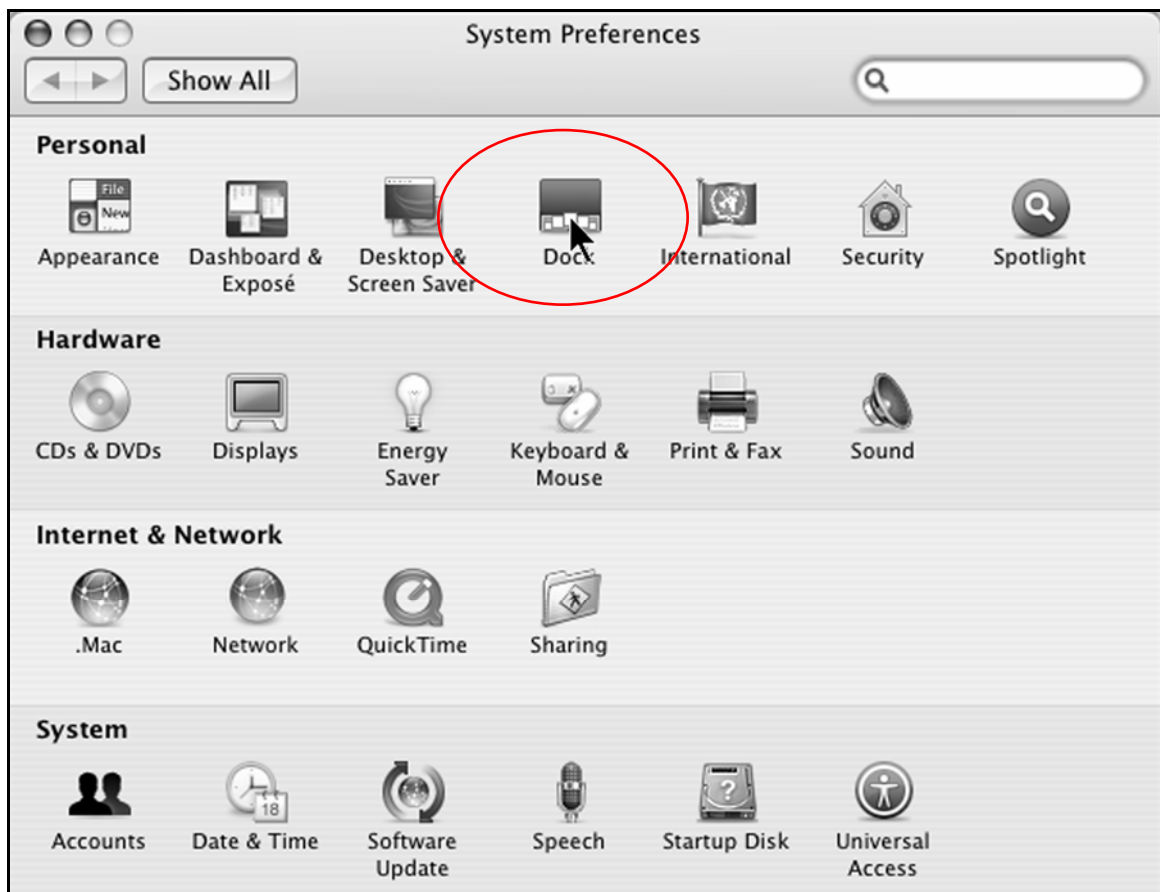 System Preferences
Show All
Personal
File
New
Appearance
Dashboard &
Exposé
Desktop &
Screen Saver
Dock
International
Security
Spotlight
Hardware
CDs & DVDs
Displays
Energy
Saver
Keyboard &
Mouse
Print & Fax
Sound
Internet & Network
.Mac
Network
QuickTime
Sharing
System
18
?
Accounts
Date & Time
Software
Update
Speech
Startup Disk
Universal
Access